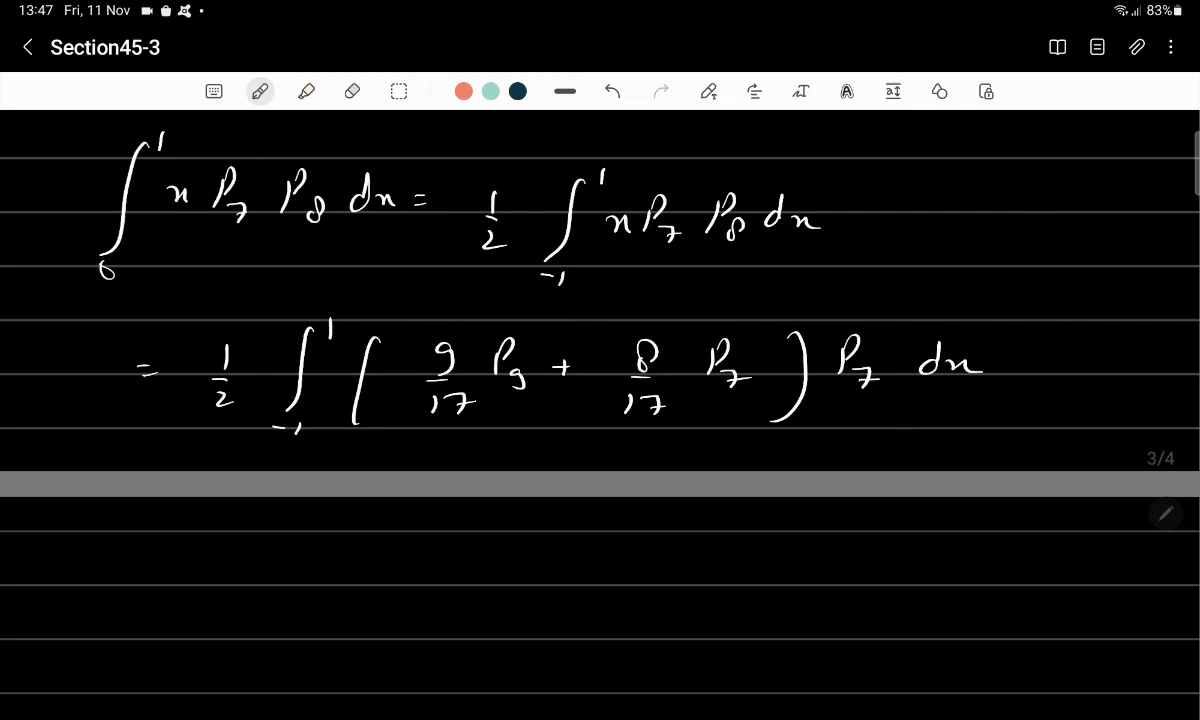 13:47 Fri, 11 Nov 83%
Section45-3
∫₀¹ x P₇ P₈ dx = 1/2 ∫₋₁¹ x P₇ P₈ dx
= 1/2 ∫₋₁¹ ( 9/17 P₉ + 8/17 P₇ ) P₇ dx
3/4